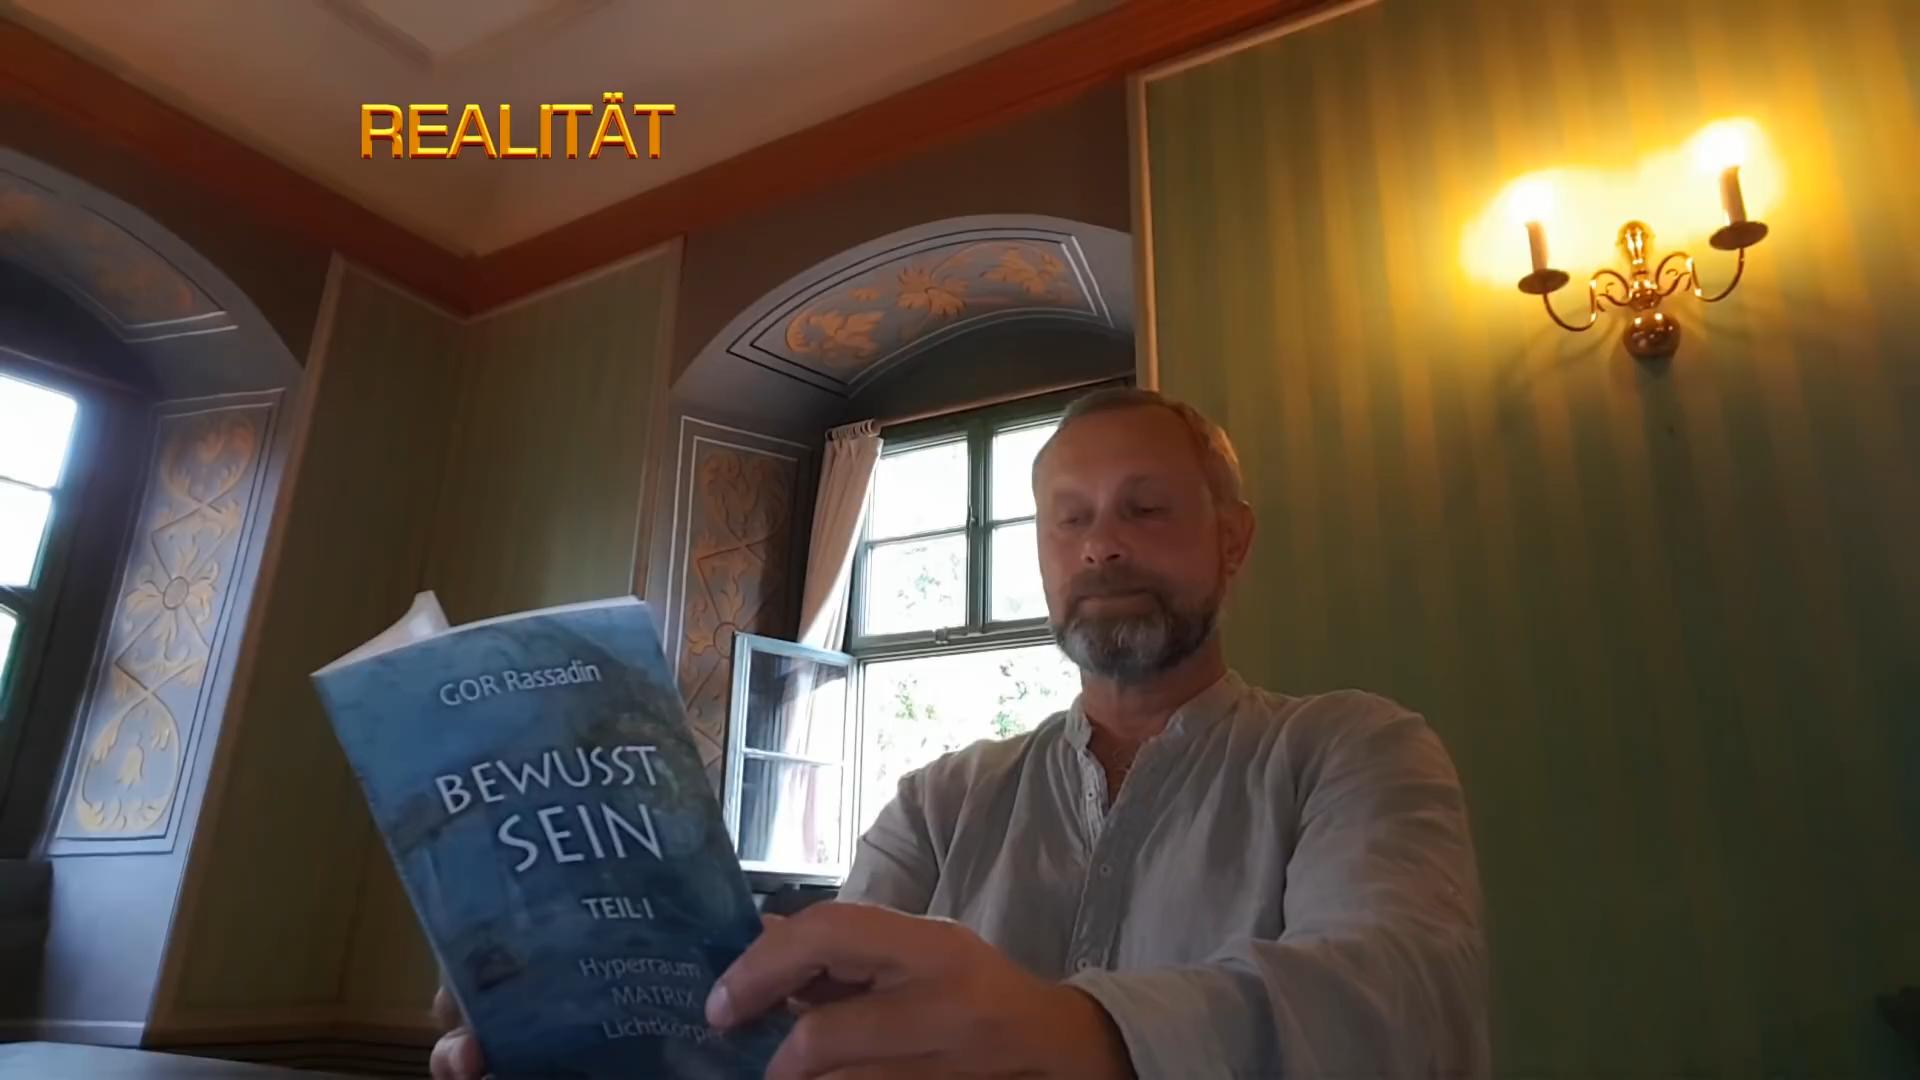 REALITÄT
GOR Rassadin
BEWUSST
SEIN
TEIL·I
Hyperraum
MATRIX